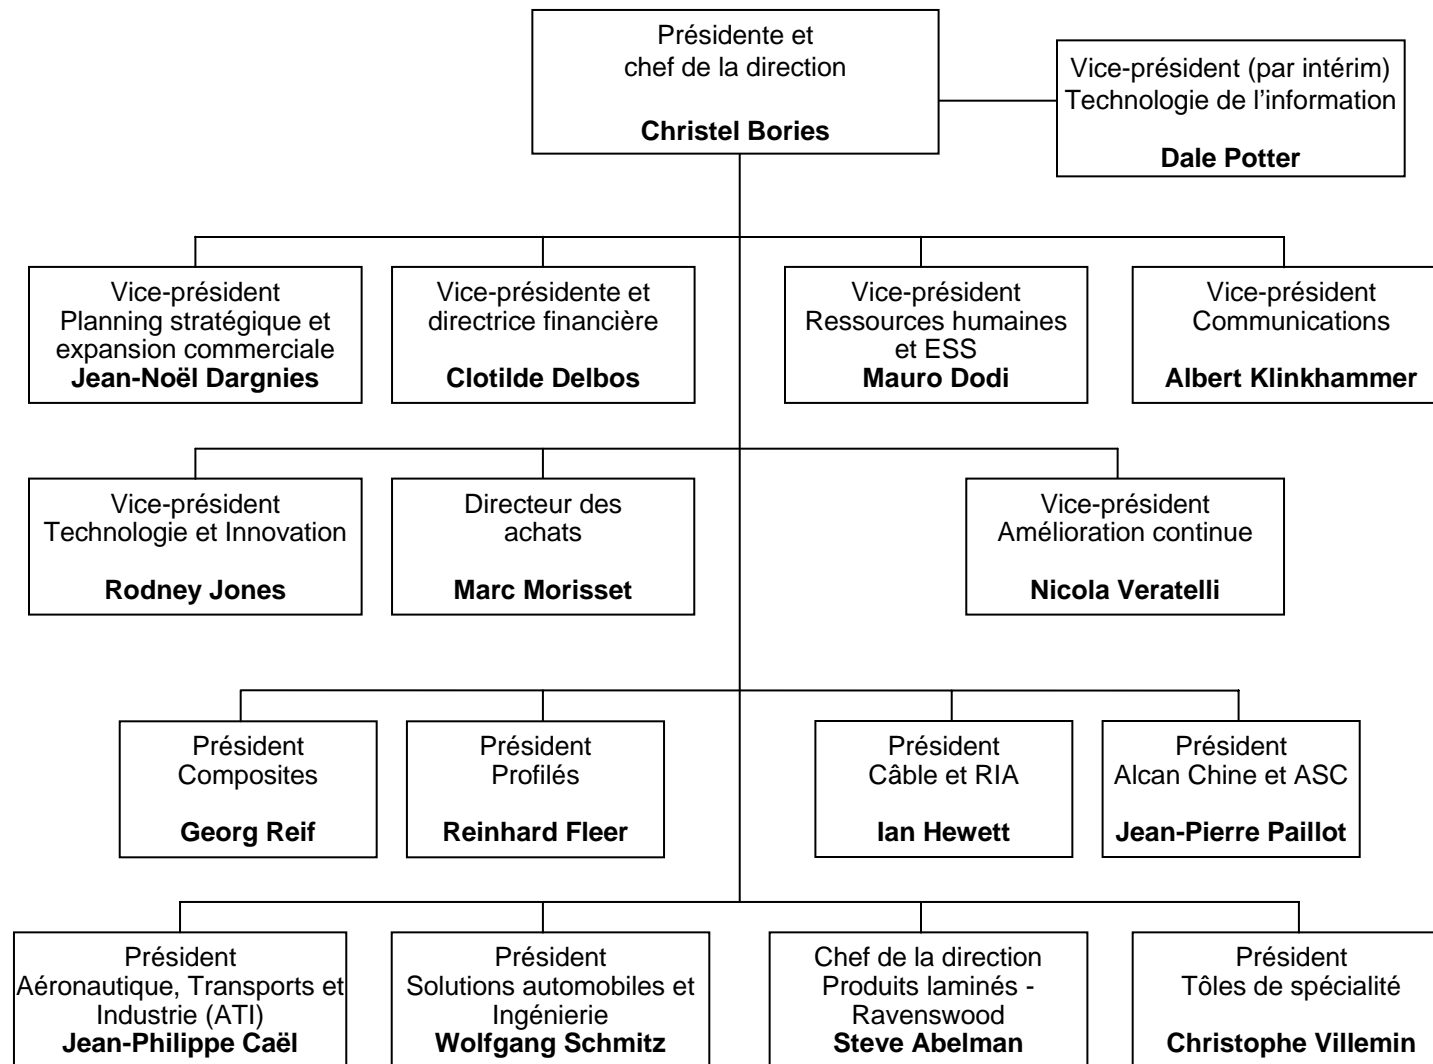 Présidente et
chef de la direction
Christel Bories
Vice-président (par intérim)
Technologie de l’information
Dale Potter
Vice-président
Planning stratégique et
expansion commerciale
Jean-Noël Dargnies
Vice-présidente et
directrice financière
Clotilde Delbos
Vice-président
Ressources humaines
et ESS
Mauro Dodi
Vice-président
Communications
Albert Klinkhammer
Vice-président
Technologie et Innovation
Rodney Jones
Directeur des
achats
Marc Morisset
Vice-président
Amélioration continue
Nicola Veratelli
Président
Composites
Georg Reif
Président
Profilés
Reinhard Fleer
Président
Câble et RIA
Ian Hewett
Président
Alcan Chine et ASC
Jean-Pierre Paillot
Président
Aéronautique, Transports et
Industrie (ATI)
Jean-Philippe Caël
Président
Solutions automobiles et
Ingénierie
Wolfgang Schmitz
Chef de la direction
Produits laminés -
Ravenswood
Steve Abelman
Président
Tôles de spécialité
Christophe Villemin